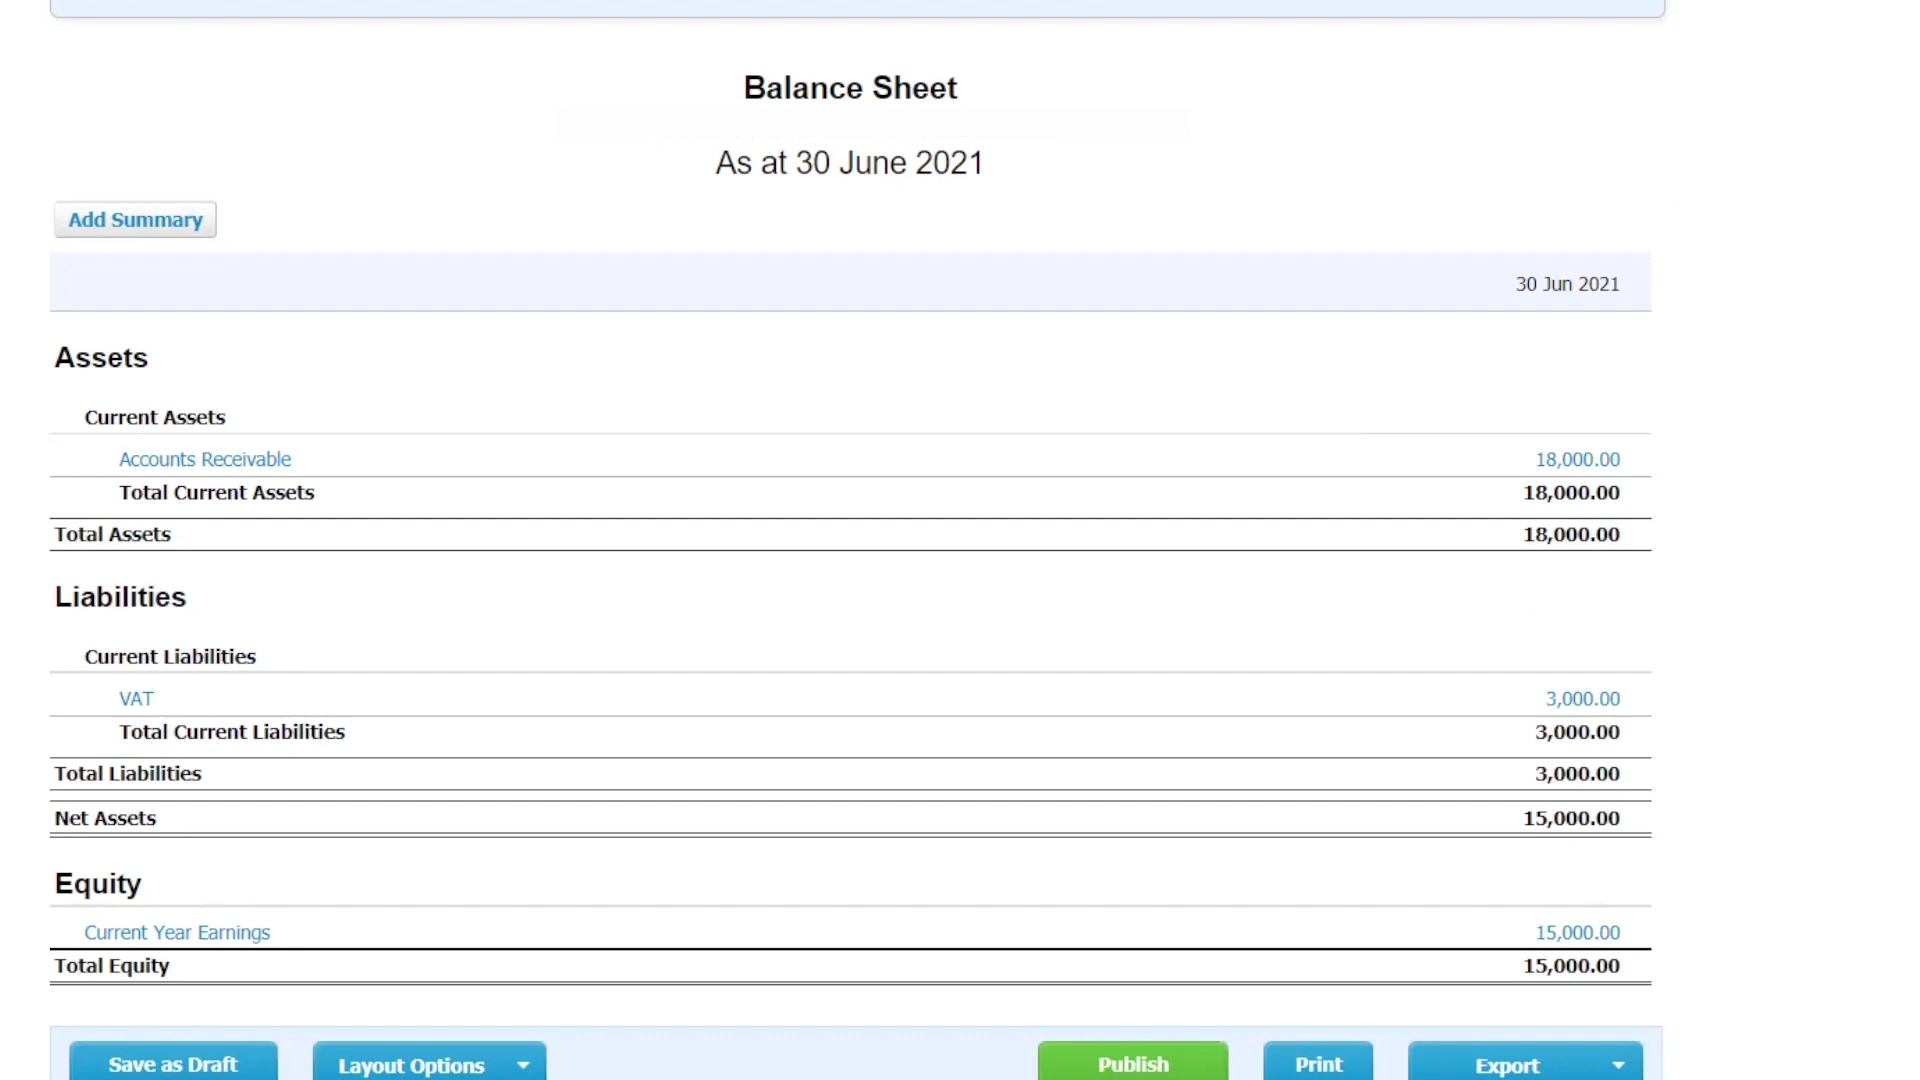 Balance Sheet
As at 30 June 2021
Add Summary
30 Jun 2021
Assets
Current Assets
Accounts Receivable 18,000.00
Total Current Assets 18,000.00
Total Assets 18,000.00
Liabilities
Current Liabilities
VAT 3,000.00
Total Current Liabilities 3,000.00
Total Liabilities 3,000.00
Net Assets 15,000.00
Equity
Current Year Earnings 15,000.00
Total Equity 15,000.00
Save as Draft Layout Options Publish Print Export